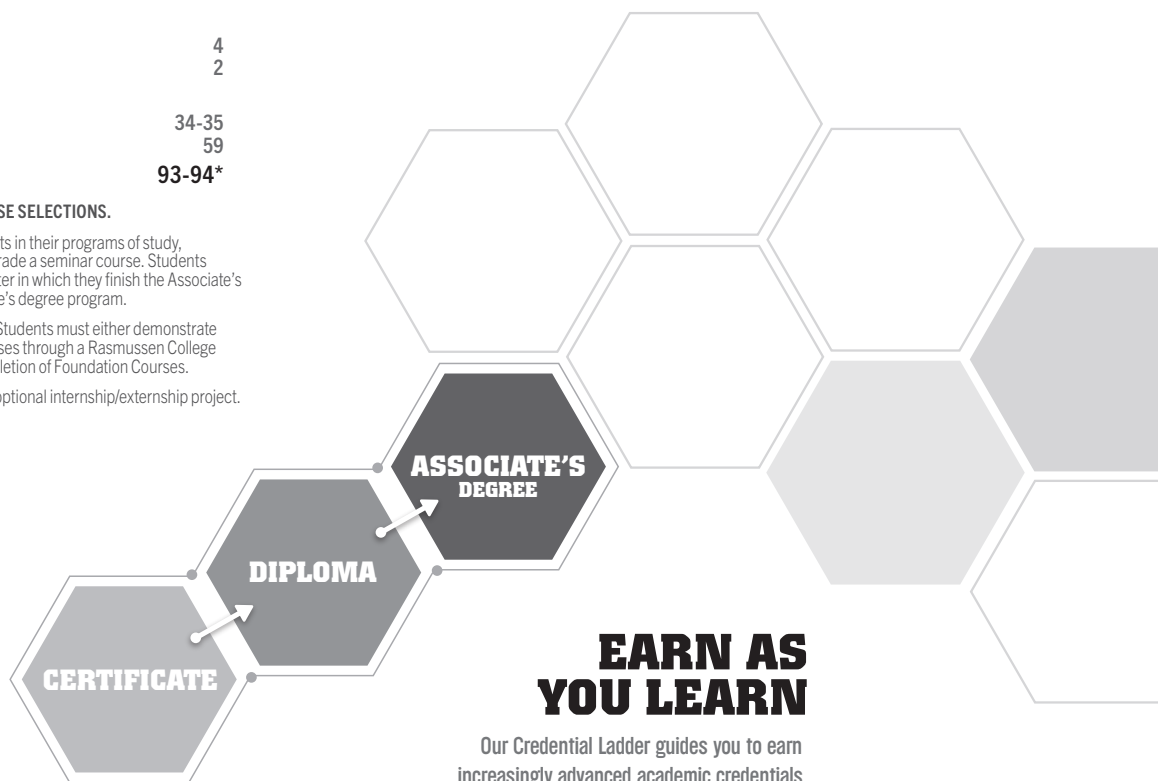 4
2
34-35
59
93-94*
SE SELECTIONS.
ts in their programs of study,
rade a seminar course. Students
ter in which they finish the Associate's
e's degree program.
Students must either demonstrate
ses through a Rasmussen College
letion of Foundation Courses.
optional internship/externship project.
ASSOCIATE'S
DEGREE
DIPLOMA
CERTIFICATE
EARN AS
YOU LEARN
Our Credential Ladder guides you to earn
increasingly advanced academic credentials